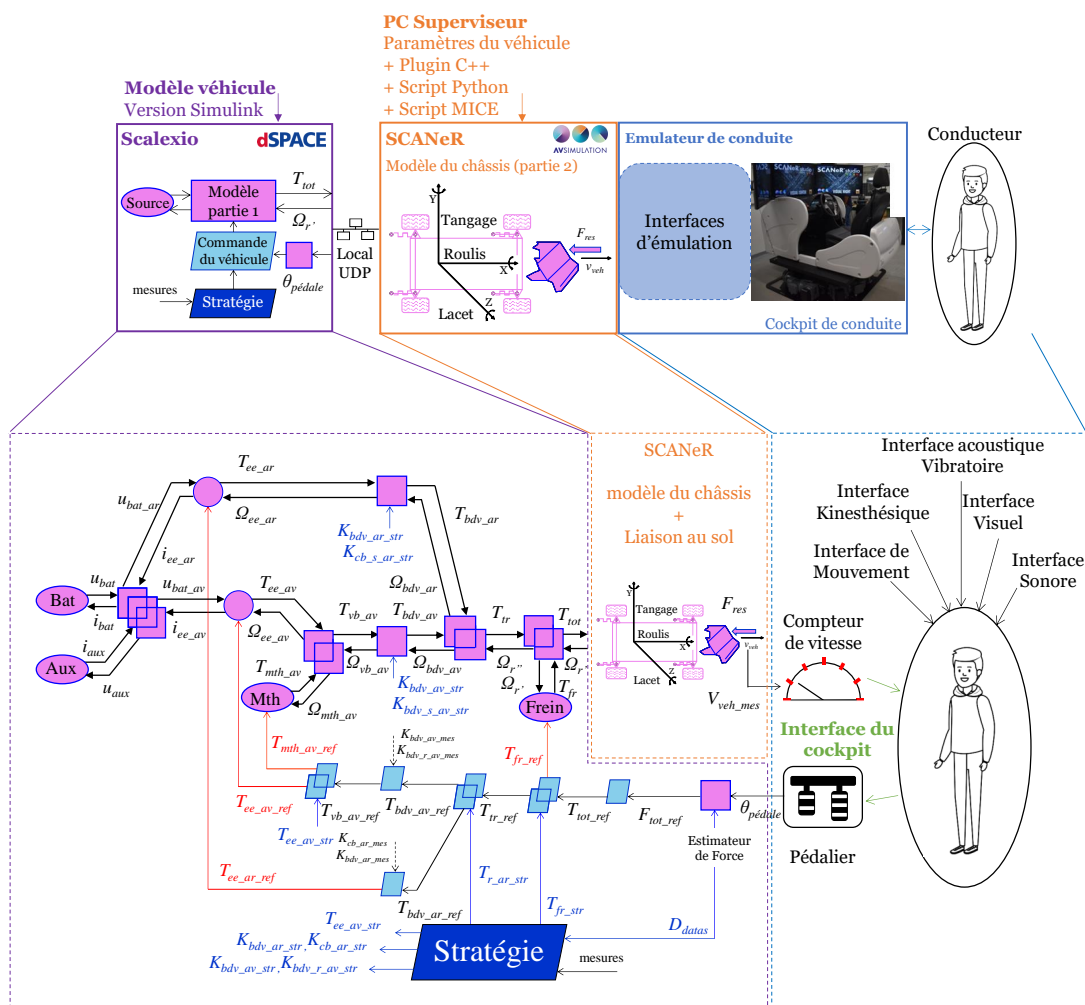 PC Superviseur
Paramètres du véhicule
+ Plugin C++
+ Script Python
+ Script MICE
Modèle véhicule
Version Simulink
Scalexio
dSPACE
Source
Modèle
partie 1
T_tot
Ω_r'
Commande
du véhicule
θ_pédale
mesures
Stratégie
Local
UDP
SCANeR
AVSIMULATION
Modèle du châssis (partie 2)
Y
Tangage
Roulis
X
Z
Lacet
F_res
v_veh
Emulateur de conduite
Interfaces
d'émulation
SCANeR studio
Cockpit de conduite
Conducteur
T_ee_ar
u_bat_ar
Ω_ee_ar
i_ee_ar
K_bdv_ar_str
K_cb_s_ar_str
T_bdv_ar
Ω_bdv_ar
Bat
u_bat
i_bat
Aux
i_aux
u_aux
u_bat_av
i_ee_av
T_ee_av
Ω_ee_av
T_vb_av
Ω_vb_av
T_bdv_av
Ω_bdv_av
T_mth_av
Mth
Ω_mth_av
K_bdv_av_str
K_bdv_s_av_str
T_tr
Ω_r''
T_tot
Ω_r'
Ω_r'
T_fr
Frein
SCANeR
modèle du châssis
+
Liaison au sol
Y
Tangage
Roulis
X
Z
Lacet
F_res
v_veh
V_veh_mes
Interface acoustique
Vibratoire
Interface
Kinesthésique
Interface
Visuel
Interface de
Mouvement
Interface
Sonore
Compteur
de vitesse
Interface du
cockpit
Pédalier
θ_pédale
T_mth_av_ref
T_ee_av_ref
K_bdv_av_mes
K_bdv_r_av_mes
T_fr_ref
T_vb_av_ref
T_bdv_av_ref
T_tr_ref
T_tot_ref
F_tot_ref
Estimateur
de Force
T_ee_av_str
K_cb_ar_mes
K_bdv_ar_mes
T_ee_ar_ref
T_bdv_ar_ref
T_r_ar_str
T_fr_str
D_datas
T_ee_av_str
K_bdv_ar_str, K_cb_ar_str
K_bdv_av_str, K_bdv_r_av_str
Stratégie
mesures